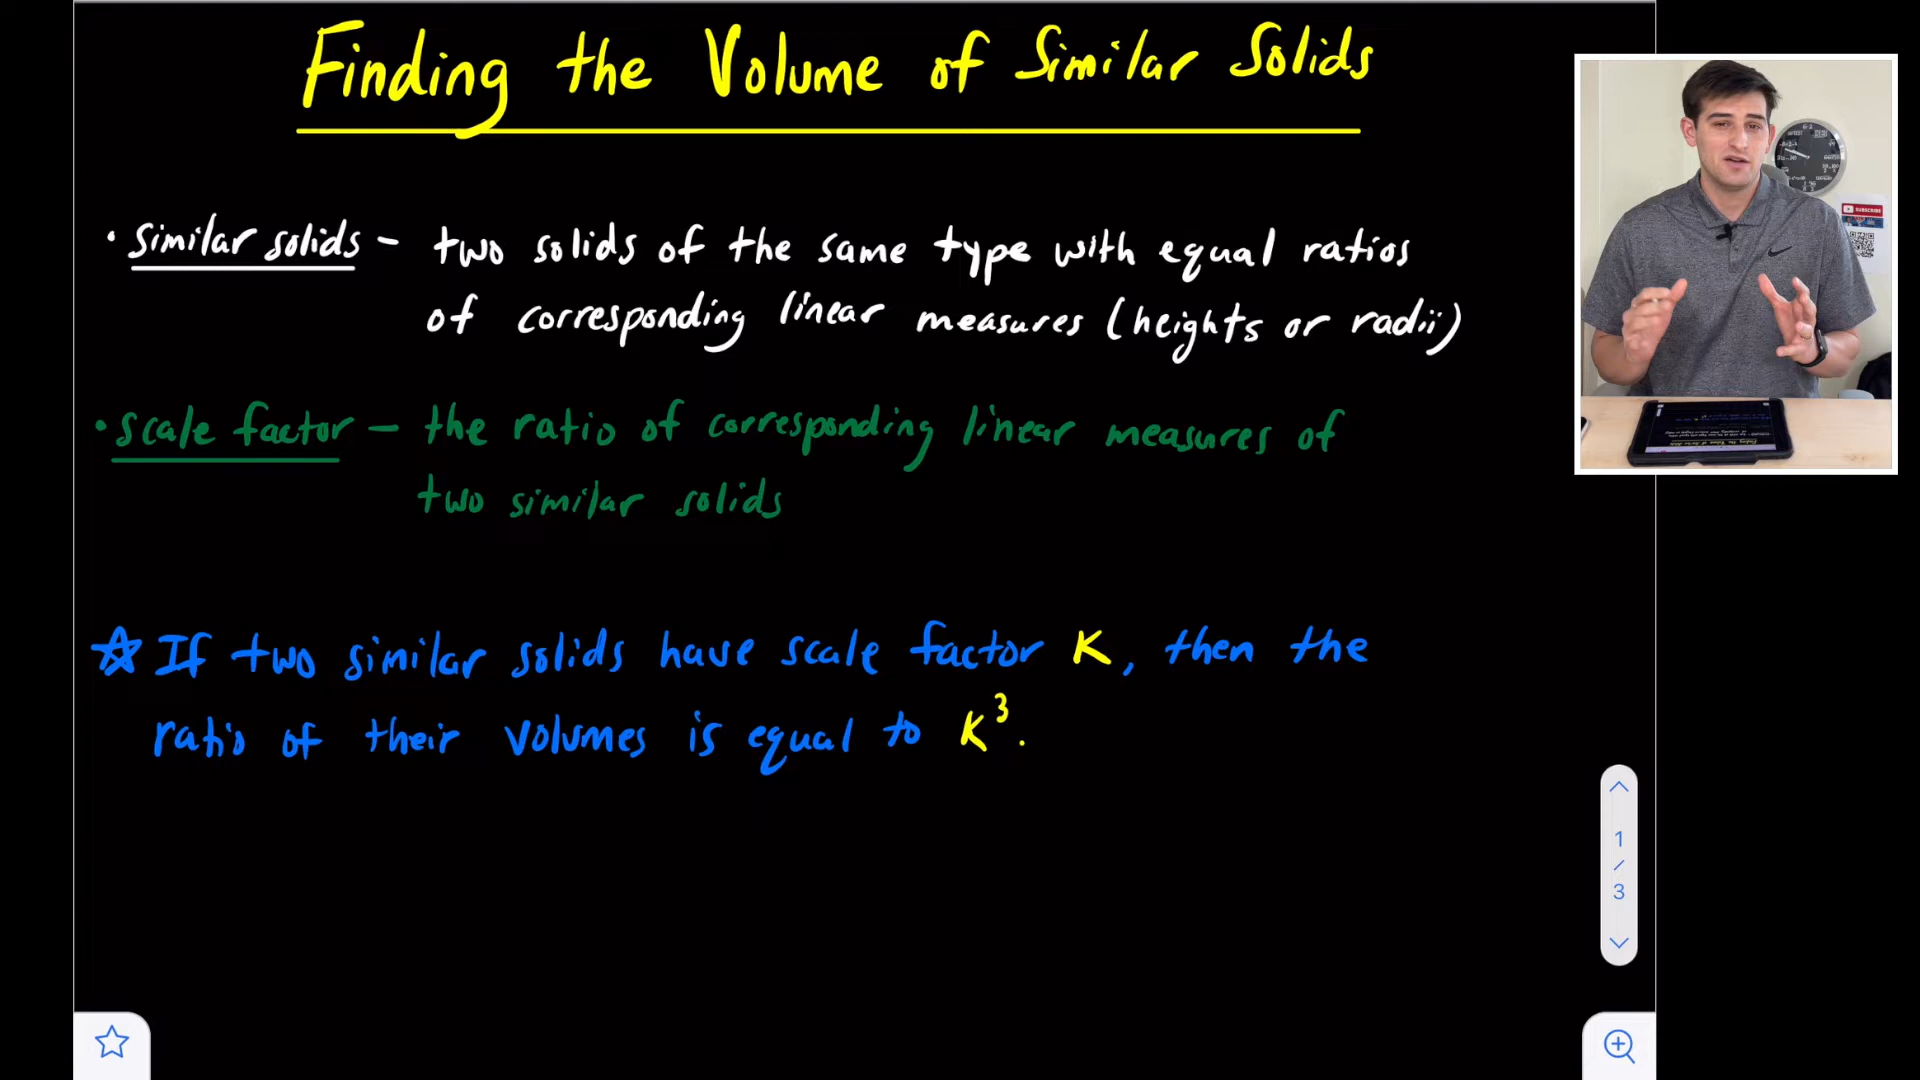 Finding the Volume of Similar Solids
• Similar solids - two solids of the same type with equal ratios
of corresponding linear measures (heights or radii)
• Scale factor - the ratio of corresponding linear measures of
two similar solids
☆ If two similar solids have scale factor K, then the
ratio of their volumes is equal to K³.
SUBSCRIBE
1
/
3